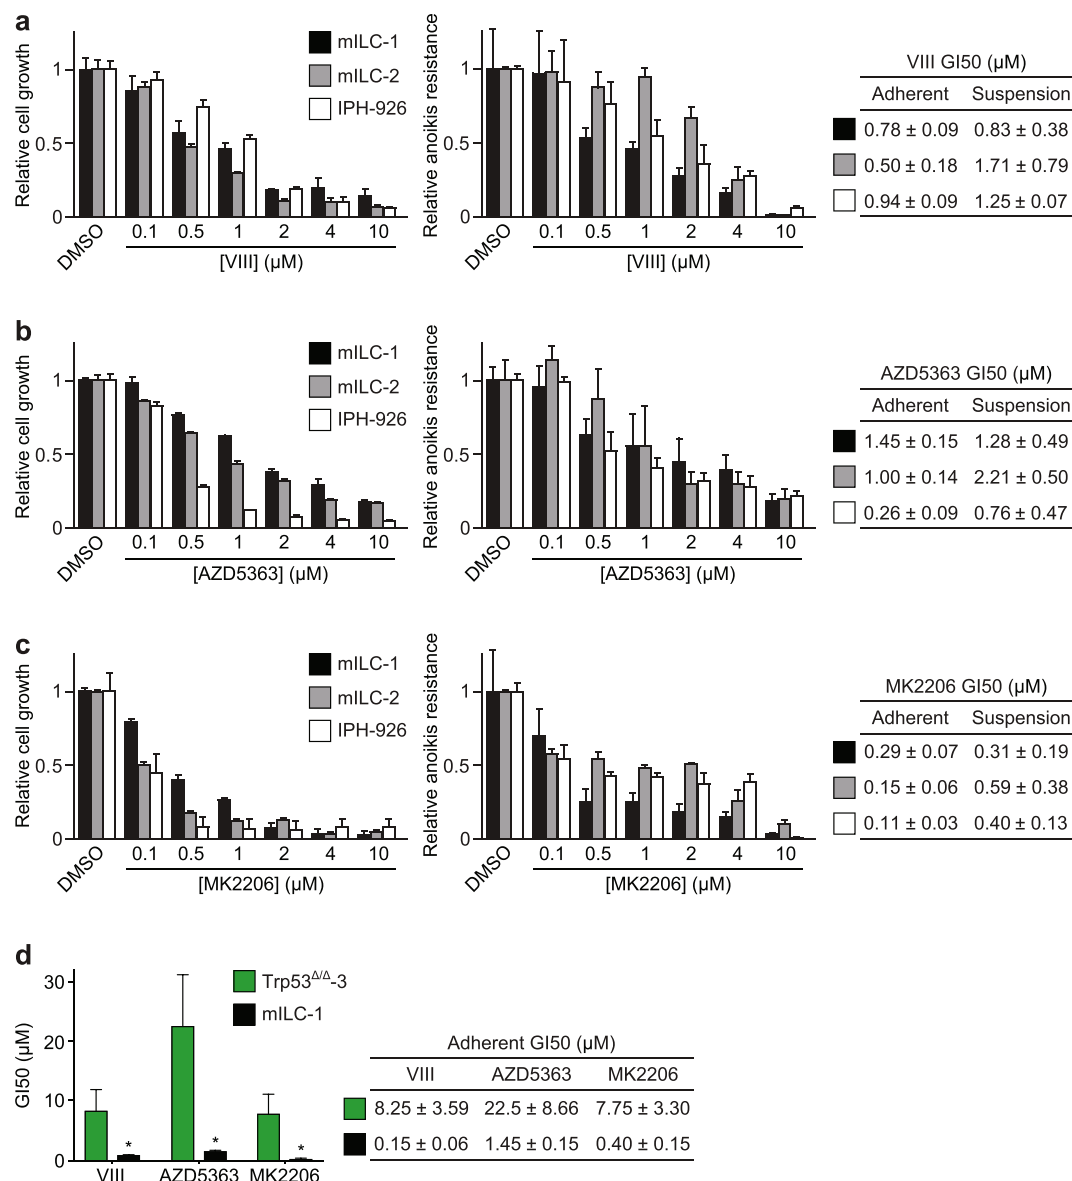 a
Relative cell growth
1
0.5
0
mILC-1
mILC-2
IPH-926
DMSO 0.1 0.5 1 2 4 10
[VIII] (µM)
Relative anoikis resistance
1
0.5
0
DMSO 0.1 0.5 1 2 4 10
[VIII] (µM)
VIII GI50 (µM)
Adherent Suspension
0.78 ± 0.09 0.83 ± 0.38
0.50 ± 0.18 1.71 ± 0.79
0.94 ± 0.09 1.25 ± 0.07
b
Relative cell growth
1
0.5
0
mILC-1
mILC-2
IPH-926
DMSO 0.1 0.5 1 2 4 10
[AZD5363] (µM)
Relative anoikis resistance
1
0.5
0
DMSO 0.1 0.5 1 2 4 10
[AZD5363] (µM)
AZD5363 GI50 (µM)
Adherent Suspension
1.45 ± 0.15 1.28 ± 0.49
1.00 ± 0.14 2.21 ± 0.50
0.26 ± 0.09 0.76 ± 0.47
c
Relative cell growth
1
0.5
0
mILC-1
mILC-2
IPH-926
DMSO 0.1 0.5 1 2 4 10
[MK2206] (µM)
Relative anoikis resistance
1
0.5
0
DMSO 0.1 0.5 1 2 4 10
[MK2206] (µM)
MK2206 GI50 (µM)
Adherent Suspension
0.29 ± 0.07 0.31 ± 0.19
0.15 ± 0.06 0.59 ± 0.38
0.11 ± 0.03 0.40 ± 0.13
d
GI50 (µM)
30
20
10
0
Trp53Δ/Δ-3
mILC-1
* * *
VIII AZD5363 MK2206
Adherent GI50 (µM)
VIII AZD5363 MK2206
8.25 ± 3.59 22.5 ± 8.66 7.75 ± 3.30
0.15 ± 0.06 1.45 ± 0.15 0.40 ± 0.15